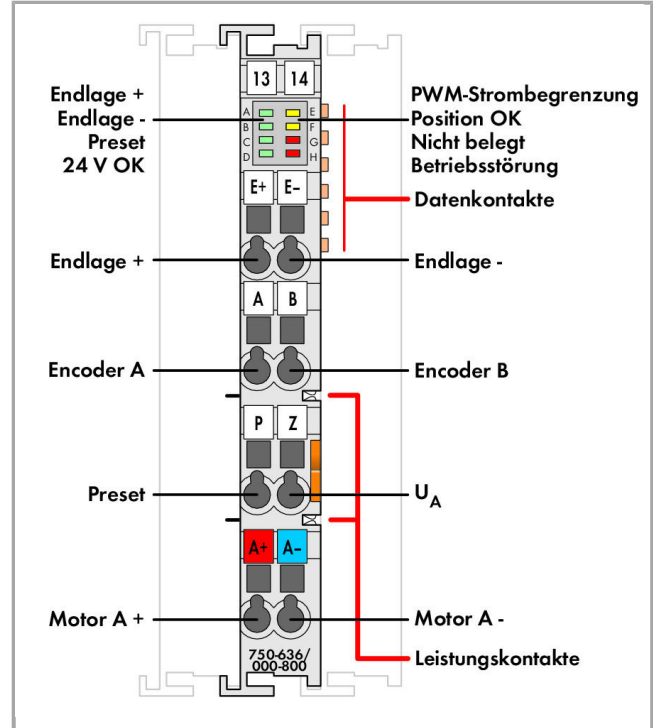 13 14
Endlage +
Endlage -
Preset
24 V OK
A
B
C
D
E
F
G
H
PWM-Strombegrenzung
Position OK
Nicht belegt
Betriebsstörung
Datenkontakte
E+ E–
Endlage +
Endlage -
A B
Encoder A
Encoder B
P Z
Preset
UA
A+ A–
Motor A +
Motor A -
750-636/
000-800
Leistungskontakte